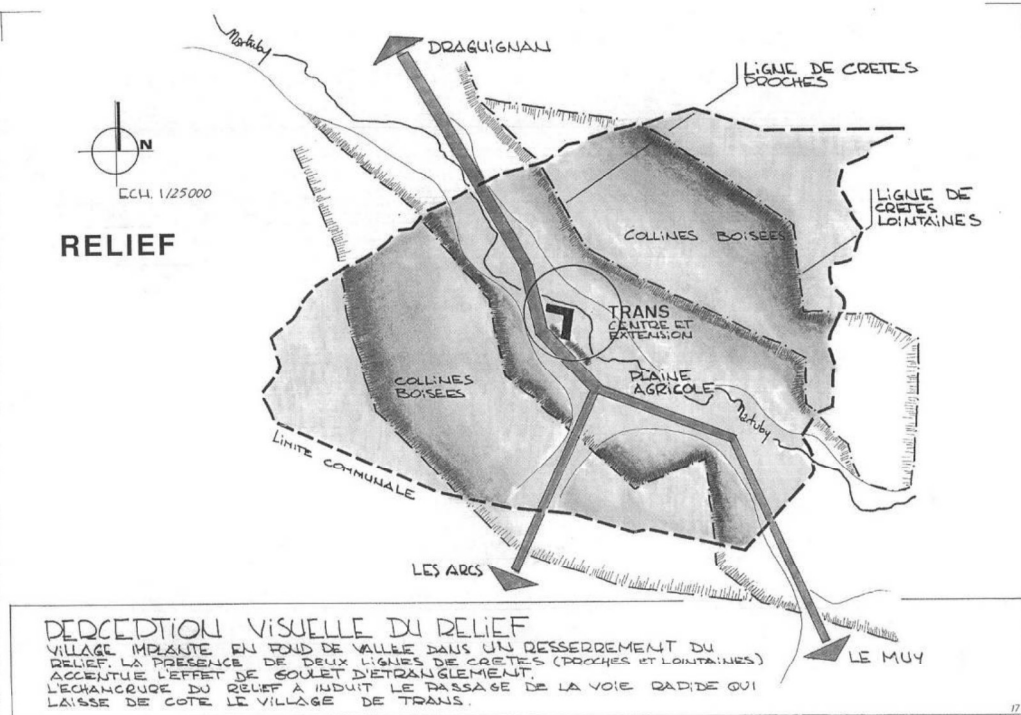 Nartuby
DRAGUIGNAN
LIGNE DE CRETES
PROCHES
N
ECH. 1/25000
RELIEF
LIGNE DE
CRETES
LOINTAINES
COLLINES BOISEES
TRANS
CENTRE ET
EXTENSION
PLAINE
AGRICOLE
COLLINES
BOISEES
Nartuby
LIMITE COMMUNALE
LES ARCS
LE MUY
PERCEPTION VISUELLE DU RELIEF
VILLAGE IMPLANTE EN FOND DE VALLEE DANS UN RESSERREMENT DU
RELIEF. LA PRESENCE DE DEUX LIGNES DE CRETES (PROCHES ET LOINTAINES)
ACCENTUE L'EFFET DE GOULET D'ETRANGLEMENT.
L'ECHANCRURE DU RELIEF A INDUIT LE PASSAGE DE LA VOIE RAPIDE QUI
LAISSE DE COTE LE VILLAGE DE TRANS.
17